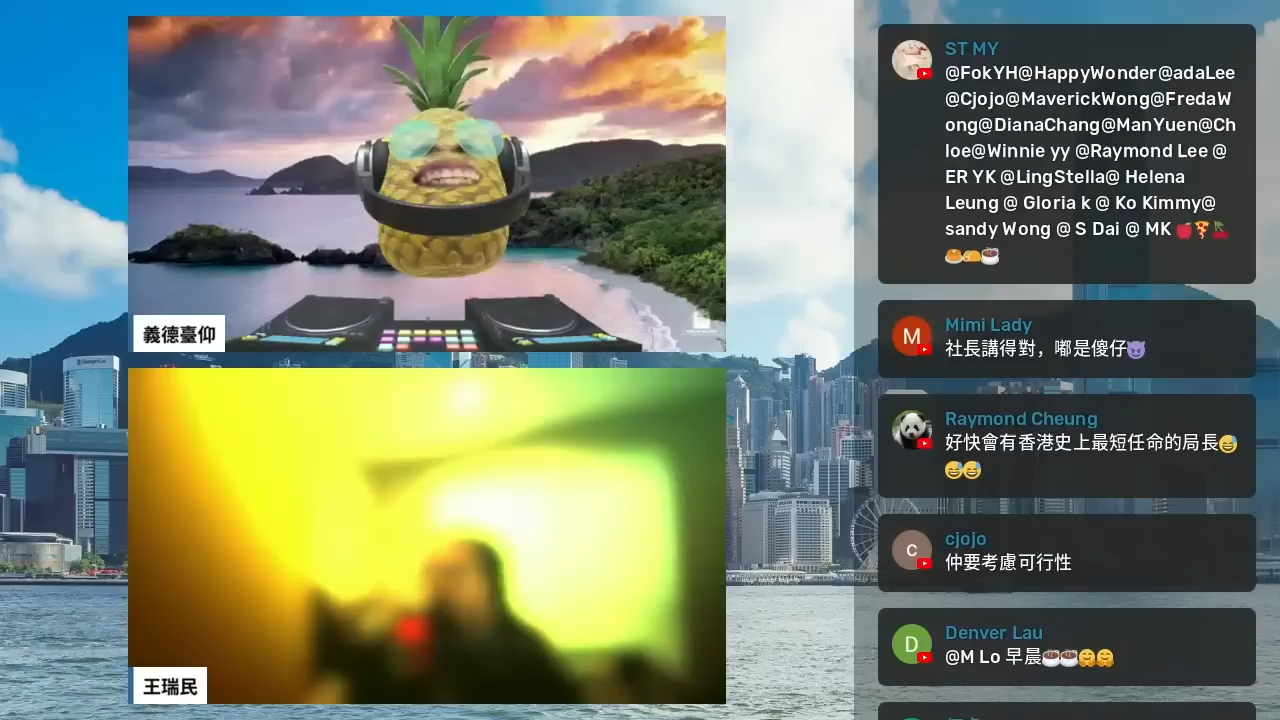 義德臺仰
王瑞民
ST MY
@FokYH@HappyWonder@adaLee
@Cjojo@MaverickWong@FredaW
ong@DianaChang@ManYuen@Ch
loe@Winnie yy @Raymond Lee @
ER YK @LingStella@ Helena
Leung @ Gloria k @ Ko Kimmy@
sandy Wong @ S Dai @ MK 🍎🍕🍒
🍮🌮☕
M
Mimi Lady
社長講得對，嘟是傻仔😈
Raymond Cheung
好快會有香港史上最短任命的局長😅
😅😅
c
cjojo
仲要考慮可行性
D
Denver Lau
@M Lo 早晨☕☕🤗🤗